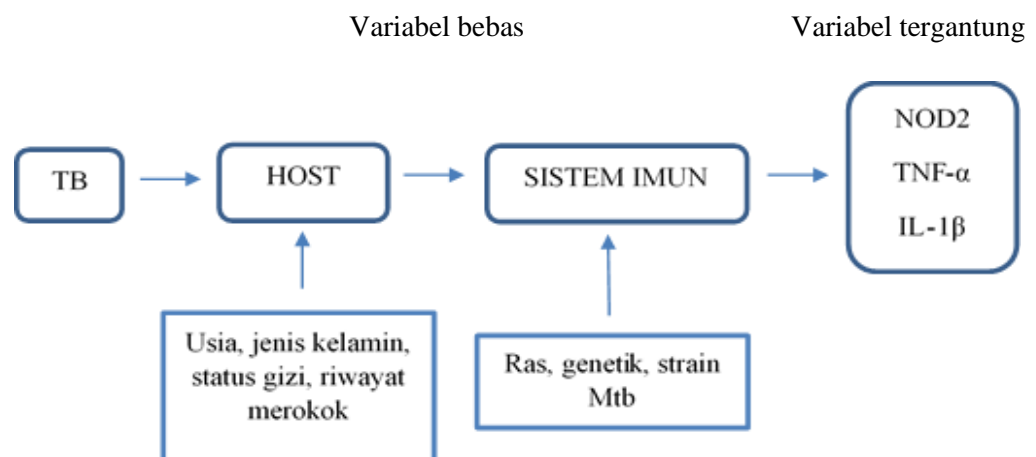 Variabel bebas
Variabel tergantung
TB
HOST
SISTEM IMUN
NOD2
TNF-α
IL-1β
Usia, jenis kelamin,
status gizi, riwayat
merokok
Ras, genetik, strain
Mtb